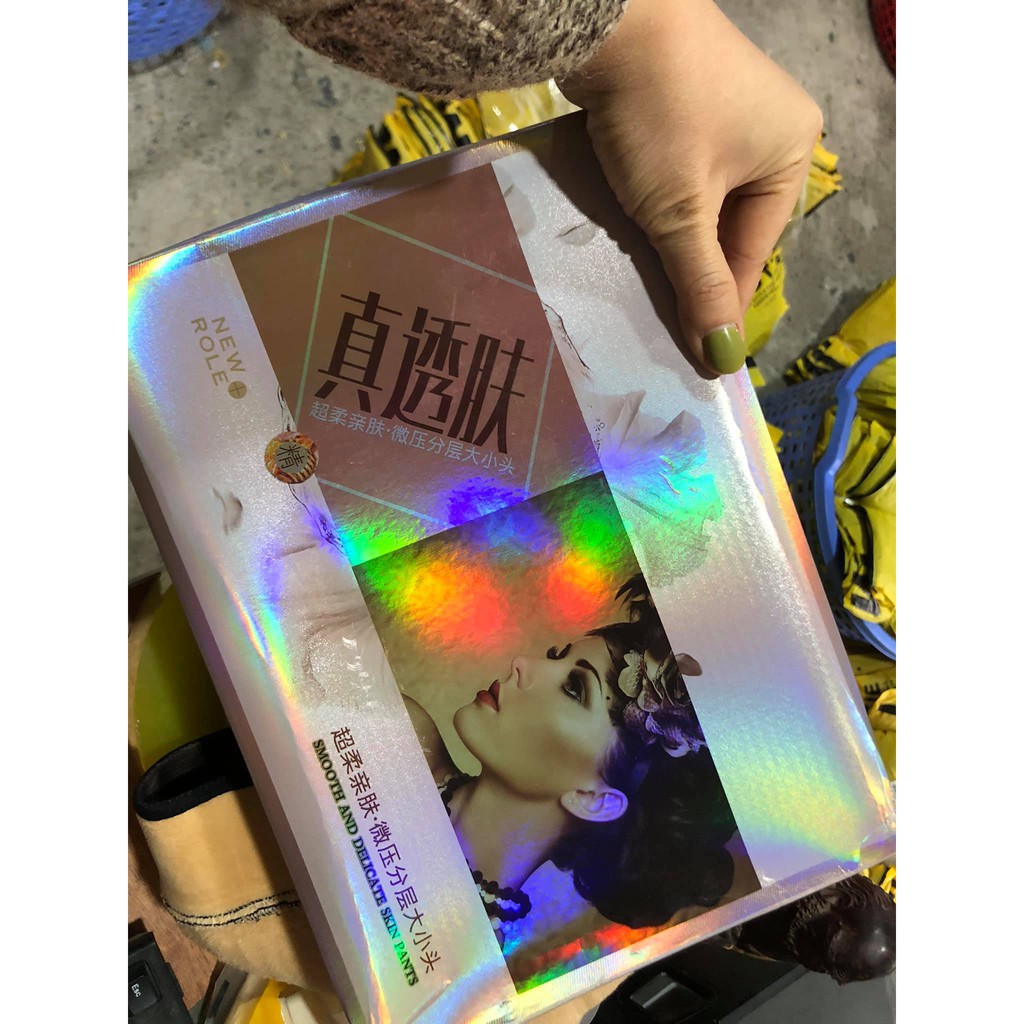 NEW
ROLE
真透肤
超柔亲肤·微压分层大小头
精
超柔亲肤·微压分层大小头
SMOOTH AND DELICATE SKIN PANTS
Esc